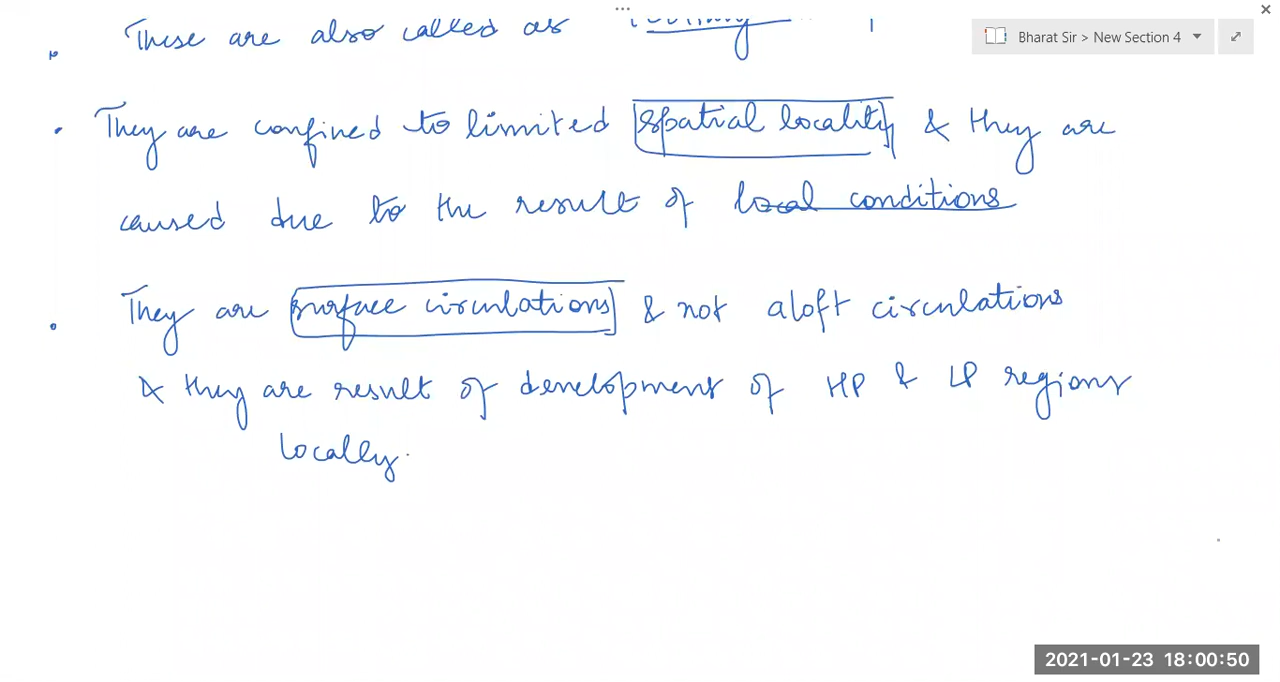 ...
These are also called as
Bharat Sir > New Section 4
They are confined to limited spatial locality & they are
caused due to the result of local conditions
They are surface circulations & not aloft circulations
& they are result of development of HP & LP regions
locally.
2021-01-23 18:00:50